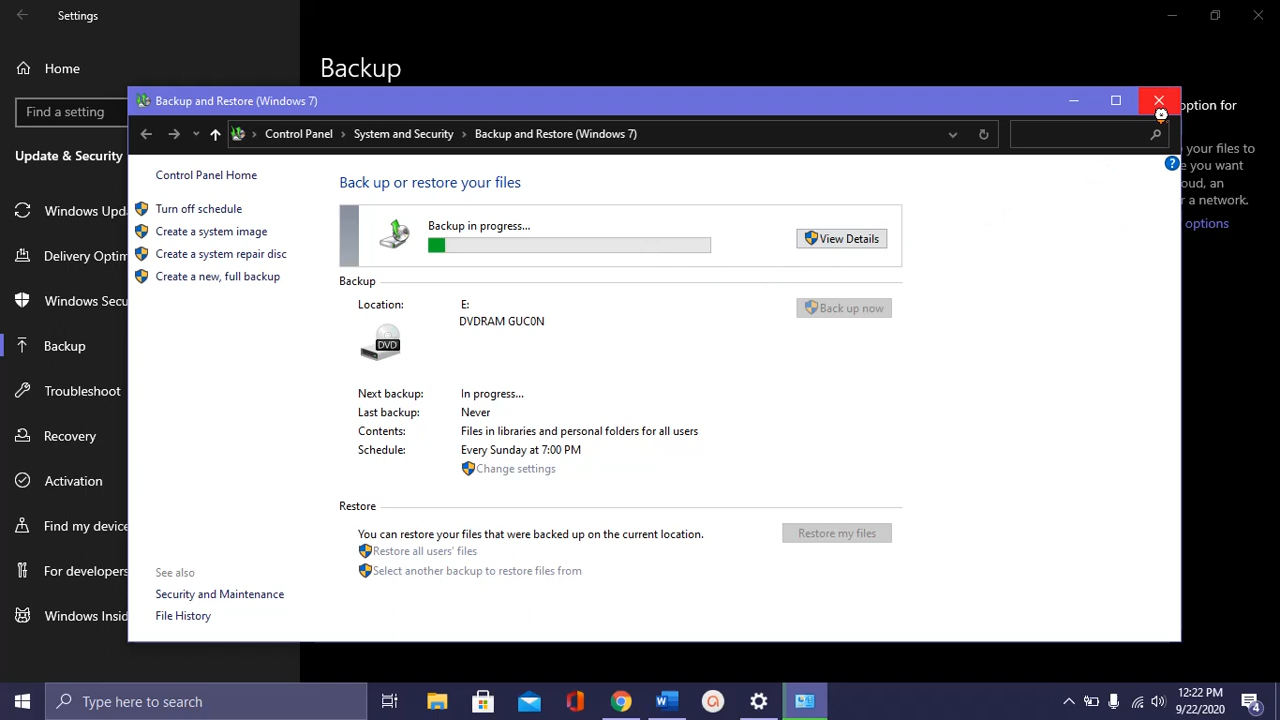 Settings
Home
Find a setting
Update & Security
Windows Upd
Delivery Optim
Windows Secu
Backup
Troubleshoot
Recovery
Activation
Find my device
For developers
Windows Insid
Backup
option for
your files to
re you want
oud, an
r a network.
options
Backup and Restore (Windows 7)
Control Panel > System and Security > Backup and Restore (Windows 7)
Control Panel Home
Turn off schedule
Create a system image
Create a system repair disc
Create a new, full backup
See also
Security and Maintenance
File History
Back up or restore your files
Backup in progress...
View Details
Backup
Location: E:
DVDRAM GUC0N
DVD
Back up now
Next backup: In progress...
Last backup: Never
Contents: Files in libraries and personal folders for all users
Schedule: Every Sunday at 7:00 PM
Change settings
Restore
You can restore your files that were backed up on the current location.
Restore my files
Restore all users' files
Select another backup to restore files from
Type here to search
12:22 PM
9/22/2020
4